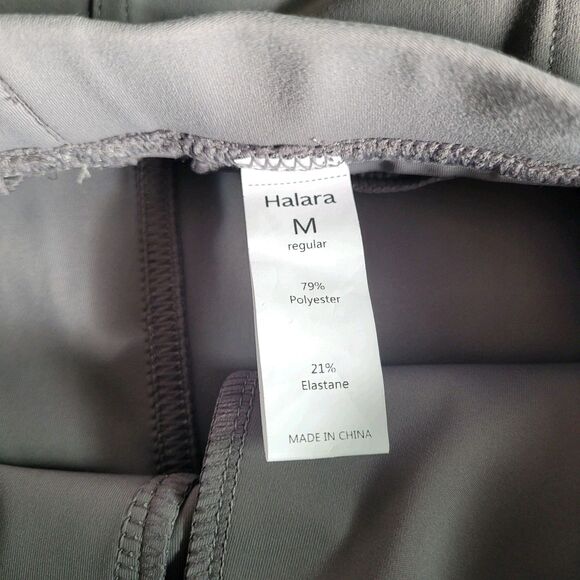 Halara
M
regular
79%
Polyester
21%
Elastane
MADE IN CHINA